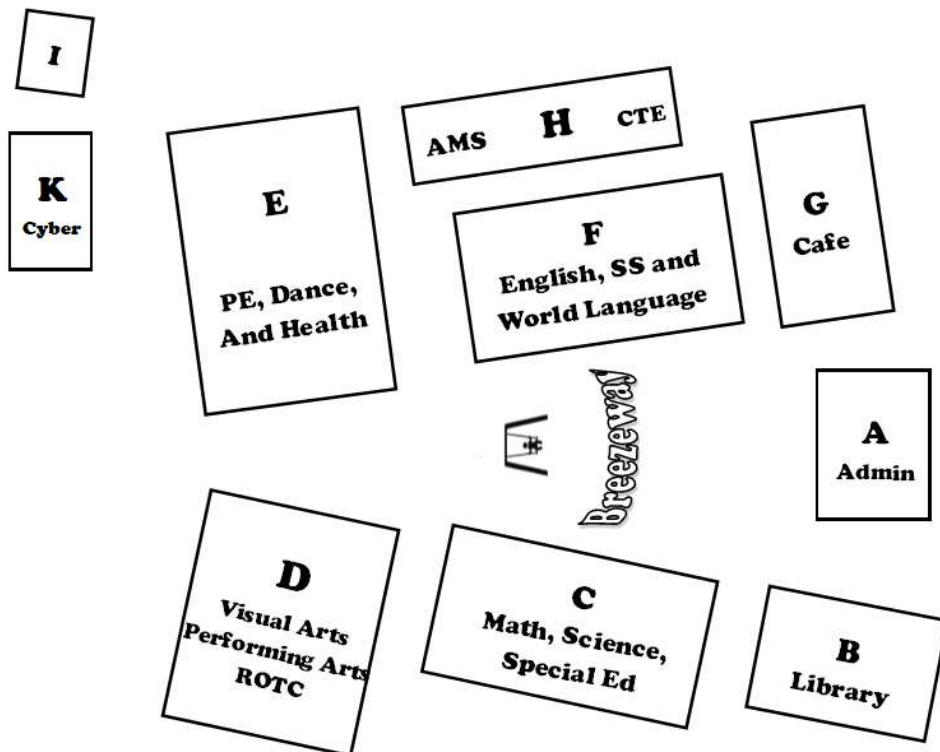 I
K
Cyber
E
PE, Dance,
And Health
AMS H CTE
F
English, SS and
World Language
G
Cafe
Breezeway
A
Admin
D
Visual Arts
Performing Arts
ROTC
C
Math, Science,
Special Ed
B
Library